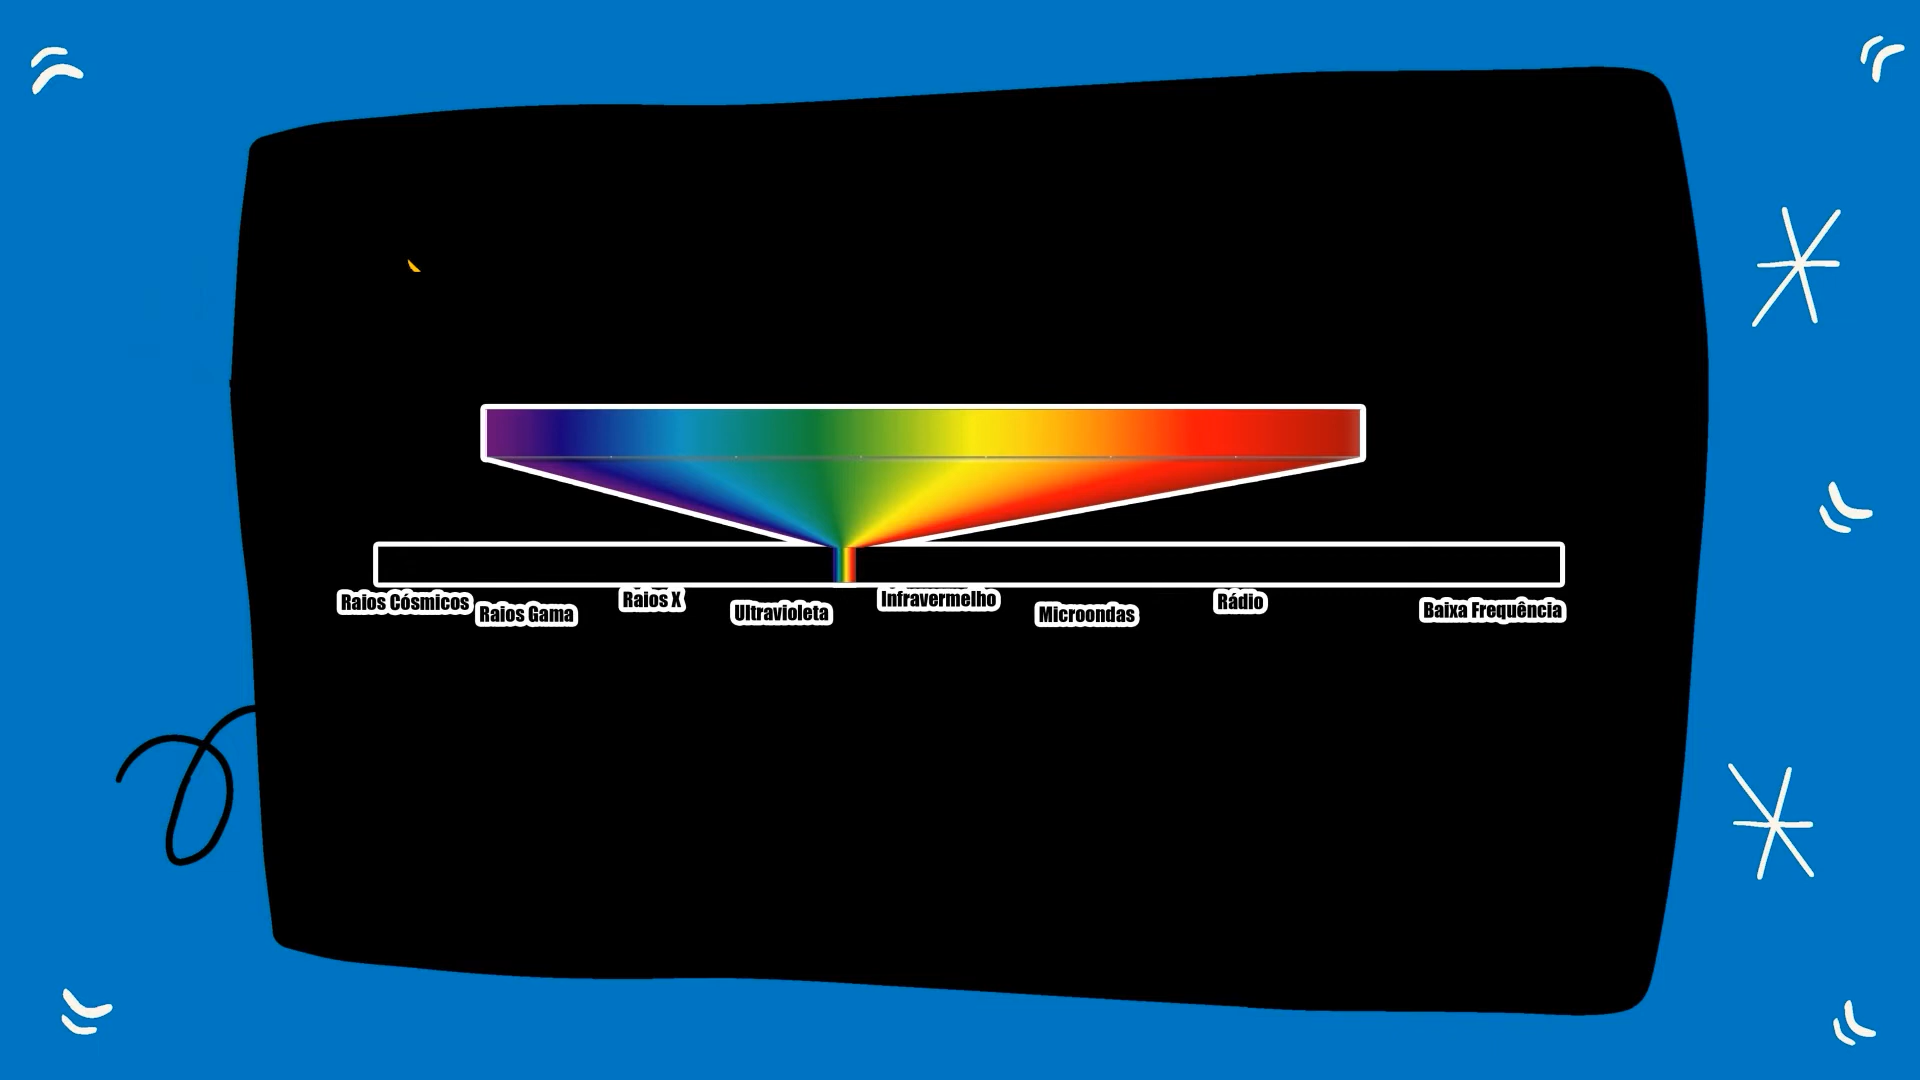 Raios Cósmicos
Raios Gama
Raios X
Ultravioleta
Infravermelho
Microondas
Rádio
Baixa Frequência